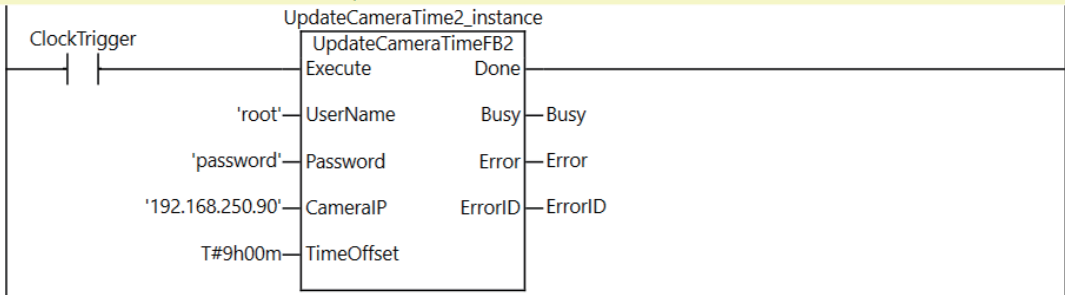 UpdateCameraTime2_instance
ClockTrigger
UpdateCameraTimeFB2
Execute Done
'root' UserName Busy Busy
'password' Password Error Error
'192.168.250.90' CameraIP ErrorID ErrorID
T#9h00m TimeOffset